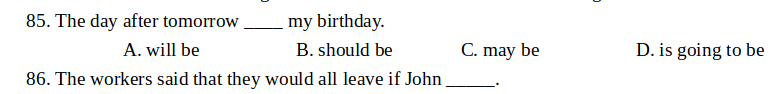 85. The day after tomorrow ____ my birthday.
A. will be B. should be C. may be D. is going to be
86. The workers said that they would all leave if John _____.